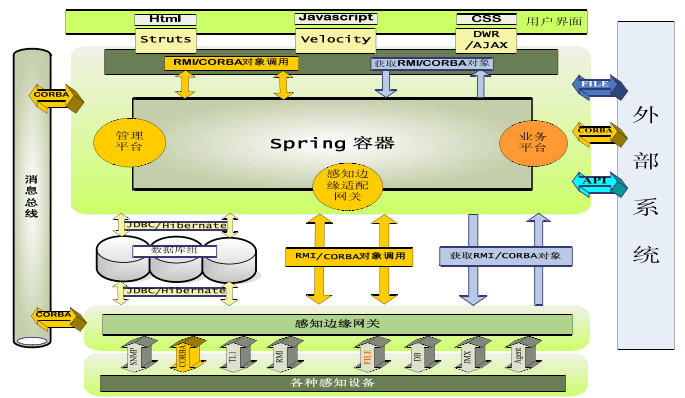 Html
Javascript
CSS
用户界面
Struts
Velocity
DWR
/AJAX
RMI/CORBA对象调用
获取RMI/CORBA对象
CORBA
FILE
CORBA
API
管理
平台
Spring 容器
业务
平台
感知边
缘适配
网关
外
部
系
统
消
息
总
线
JDBC/Hibernate
数据库组
RMI/CORBA对象调用
获取RMI/CORBA对象
JDBC/Hibernate
CORBA
感知边缘网关
SNMP
CORBA
TL1
RMI
FILE
DB
JMX
Agent
各种感知设备